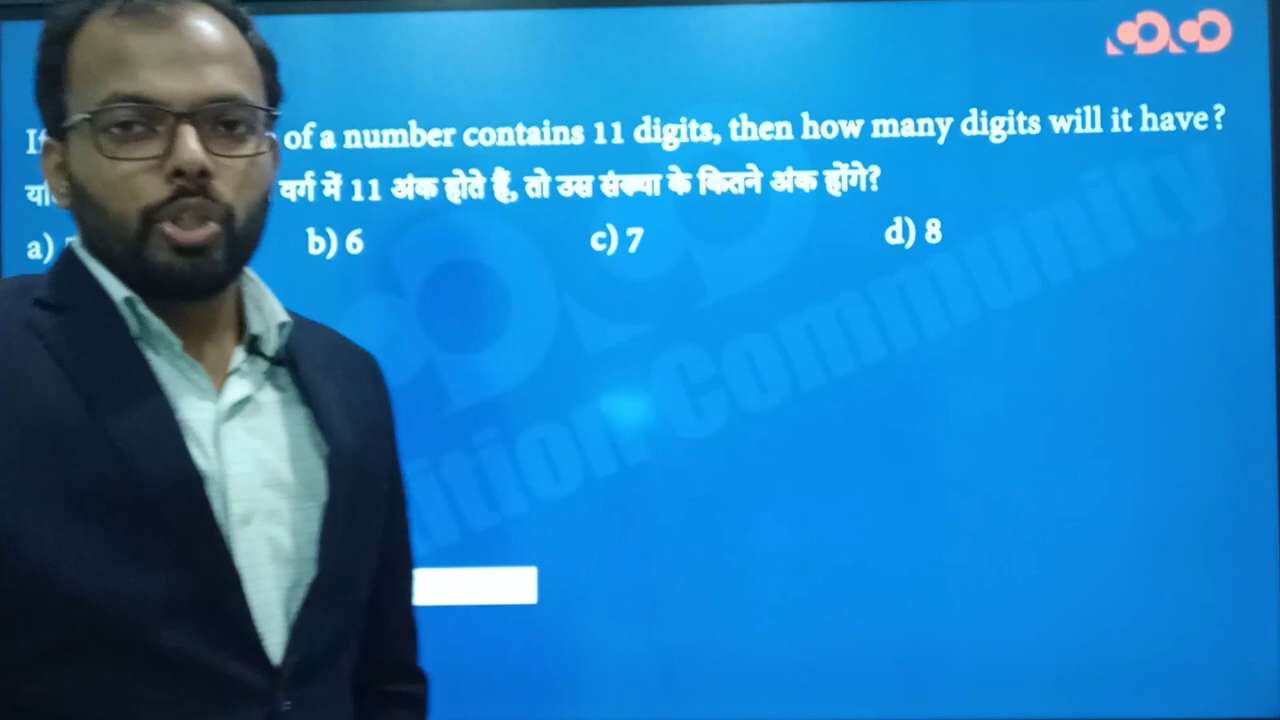 of a number contains 11 digits, then how many digits will it have?
वर्ग में 11 अंक होते हैं, तो उस संख्या के कितने अंक होंगे?
a) b) 6 c) 7 d) 8
Community